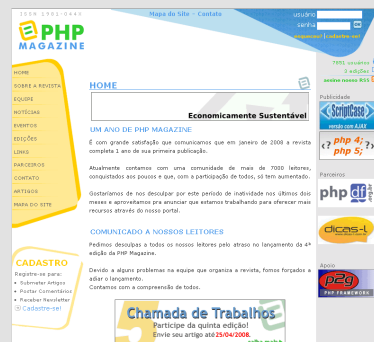 ISSN 1981-044X
PHP
MAGAZINE
Mapa do Site - Contato
usuário
senha
esqueceu! | cadastre-se!
7851 usuários
3 edições
assine nosso RSS
HOME
SOBRE A REVISTA
EQUIPE
NOTÍCIAS
EVENTOS
EDIÇÕES
LINKS
PARCEIROS
CONTATO
ARTIGOS
MAPA DO SITE
CADASTRO
Registre-se para:
Submeter Artigos
Postar Comentários
Receber Newsletter
Cadastre-se!
HOME
Economicamente Sustentável
UM ANO DE PHP MAGAZINE
É com grande satisfação que comunicamos que em janeiro de 2008 a revista
completa 1 ano de sua primeira publicação.
Atualmente contamos com uma comunidade de mais de 7000 leitores,
conquistados aos poucos e que, com a participação de todos, só tem aumentado.
Gostaríamos de nos desculpar por este período de inatividade nos últimos dois
meses e aproveitamos pra anunciar que estamos trabalhando para oferecer mais
recursos através do nosso portal.
COMUNICADO A NOSSOS LEITORES
Pedimos desculpas a todos os nossos leitores pelo atraso no lançamento da 4ª
edição da PHP Magazine.
Devido a alguns problemas na equipe que organiza a revista, fomos forçados a
adiar o lançamento.
Contamos com a compreensão de todos.
5
Chamada de Trabalhos
Participe da quinta edição!
Envie seu artigo até 25/04/2008.
Publicidade
ScriptCase
versão com AJAX
<? php 4; ?>
php 5;
Parceiros
phpdf
.org.br
dicas-l
Apoio
p2g
PHP FRAMEWORK